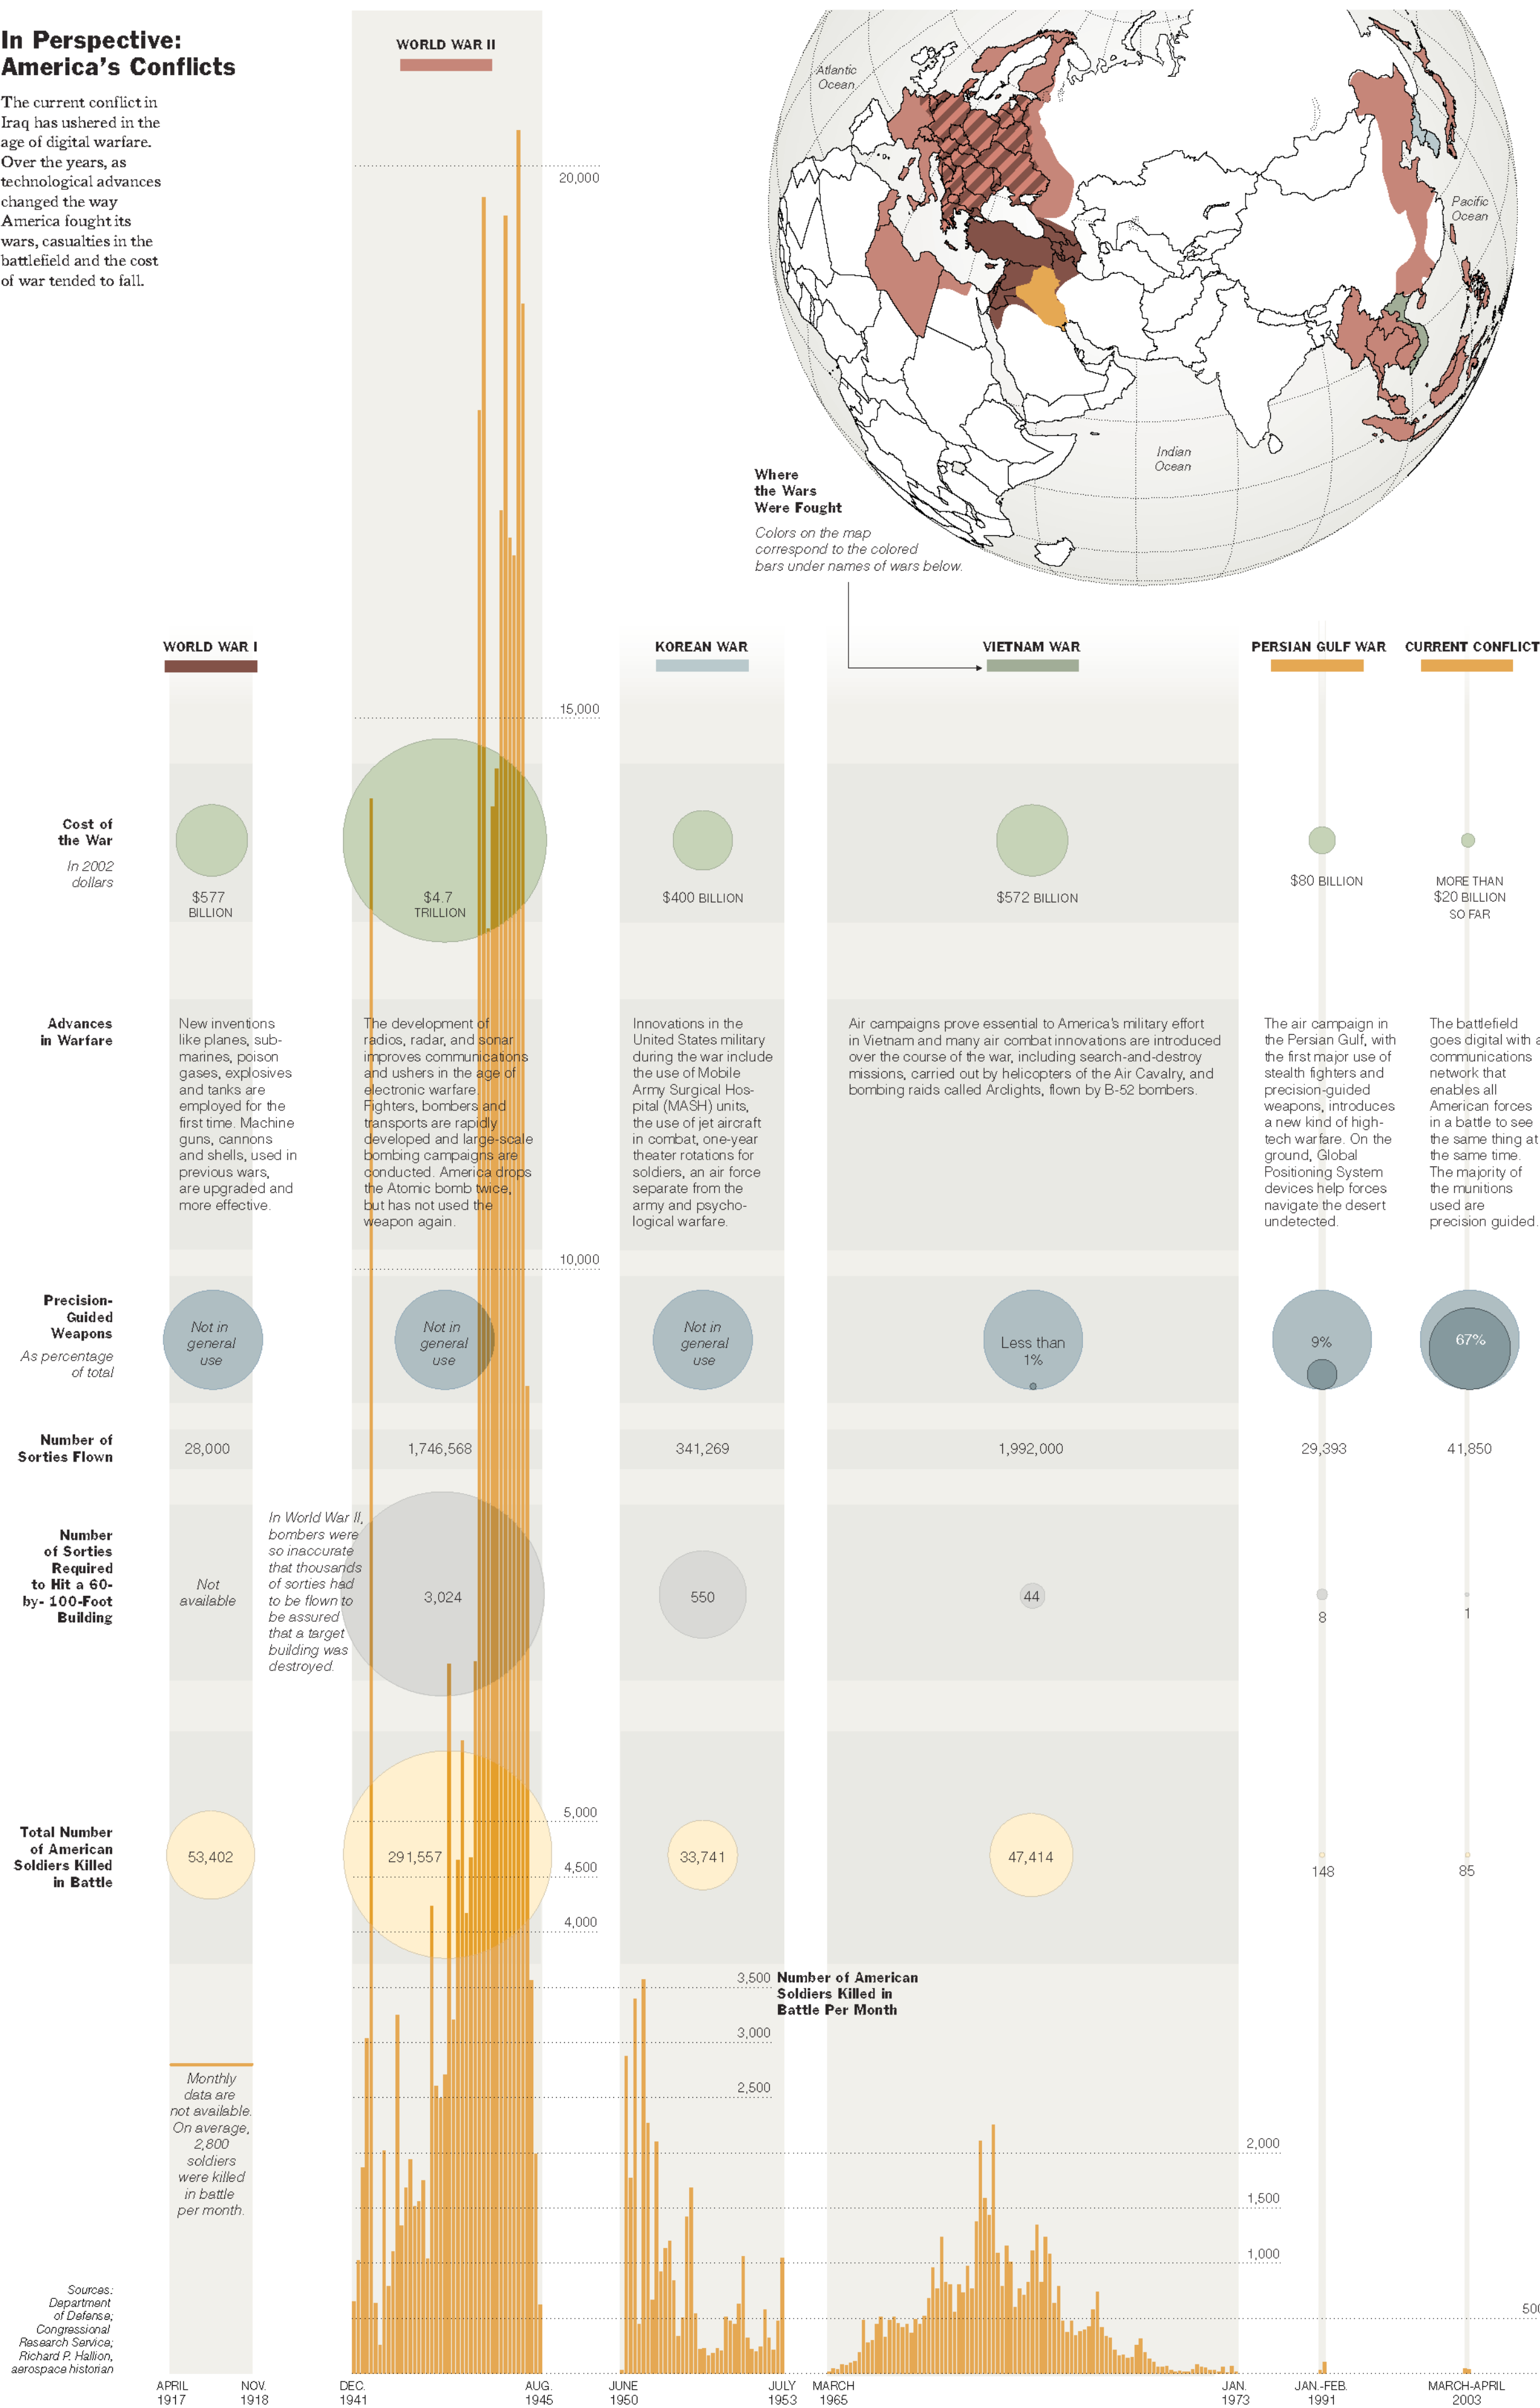 In Perspective:
America's Conflicts
The current conflict in
Iraq has ushered in the
age of digital warfare.
Over the years, as
technological advances
changed the way
America fought its
wars, casualties in the
battlefield and the cost
of war tended to fall.
WORLD WAR II
20,000
15,000
10,000
5,000
4,500
4,000
Atlantic
Ocean
Pacific
Ocean
Indian
Ocean
Where
the Wars
Were Fought
Colors on the map
correspond to the colored
bars under names of wars below.
WORLD WAR I
KOREAN WAR
VIETNAM WAR
PERSIAN GULF WAR
CURRENT CONFLICT
Cost of
the War
In 2002
dollars
$577
BILLION
$4.7
TRILLION
$400 BILLION
$572 BILLION
$80 BILLION
MORE THAN
$20 BILLION
SO FAR
Advances
in Warfare
New inventions
like planes, sub-
marines, poison
gases, explosives
and tanks are
employed for the
first time. Machine
guns, cannons
and shells, used in
previous wars,
are upgraded and
more effective.
The development of
radios, radar, and sonar
improves communications
and ushers in the age of
electronic warfare.
Fighters, bombers and
transports are rapidly
developed and large-scale
bombing campaigns are
conducted. America drops
the Atomic bomb twice,
but has not used the
weapon again.
Innovations in the
United States military
during the war include
the use of Mobile
Army Surgical Hos-
pital (MASH) units,
the use of jet aircraft
in combat, one-year
theater rotations for
soldiers, an air force
separate from the
army and psycho-
logical warfare.
Air campaigns prove essential to America's military effort
in Vietnam and many air combat innovations are introduced
over the course of the war, including search-and-destroy
missions, carried out by helicopters of the Air Cavalry, and
bombing raids called Arclights, flown by B-52 bombers.
The air campaign in
the Persian Gulf, with
the first major use of
stealth fighters and
precision-guided
weapons, introduces
a new kind of high-
tech warfare. On the
ground, Global
Positioning System
devices help forces
navigate the desert
undetected.
The battlefield
goes digital with a
communications
network that
enables all
American forces
in a battle to see
the same thing at
the same time.
The majority of
the munitions
used are
precision guided.
Precision-
Guided
Weapons
As percentage
of total
Not in
general
use
Not in
general
use
Not in
general
use
Less than
1%
9%
67%
Number of
Sorties Flown
28,000
1,746,568
341,269
1,992,000
29,393
41,850
Number
of Sorties
Required
to Hit a 60-
by- 100-Foot
Building
Not
available
In World War II,
bombers were
so inaccurate
that thousands
of sorties had
to be flown to
be assured
that a target
building was
destroyed.
3,024
550
44
8
1
Total Number
of American
Soldiers Killed
in Battle
53,402
291,557
33,741
47,414
148
85
3,500
3,000
2,500
Number of American
Soldiers Killed in
Battle Per Month
2,000
1,500
1,000
Monthly
data are
not available.
On average,
2,800
soldiers
were killed
in battle
per month.
Sources:
Department
of Defense;
Congressional
Research Service;
Richard P. Hallion,
aerospace historian
APRIL
1917
NOV.
1918
DEC.
1941
AUG.
1945
JUNE
1950
JULY
1953
MARCH
1965
JAN.
1973
JAN.-FEB.
1991
MARCH-APRIL
2003